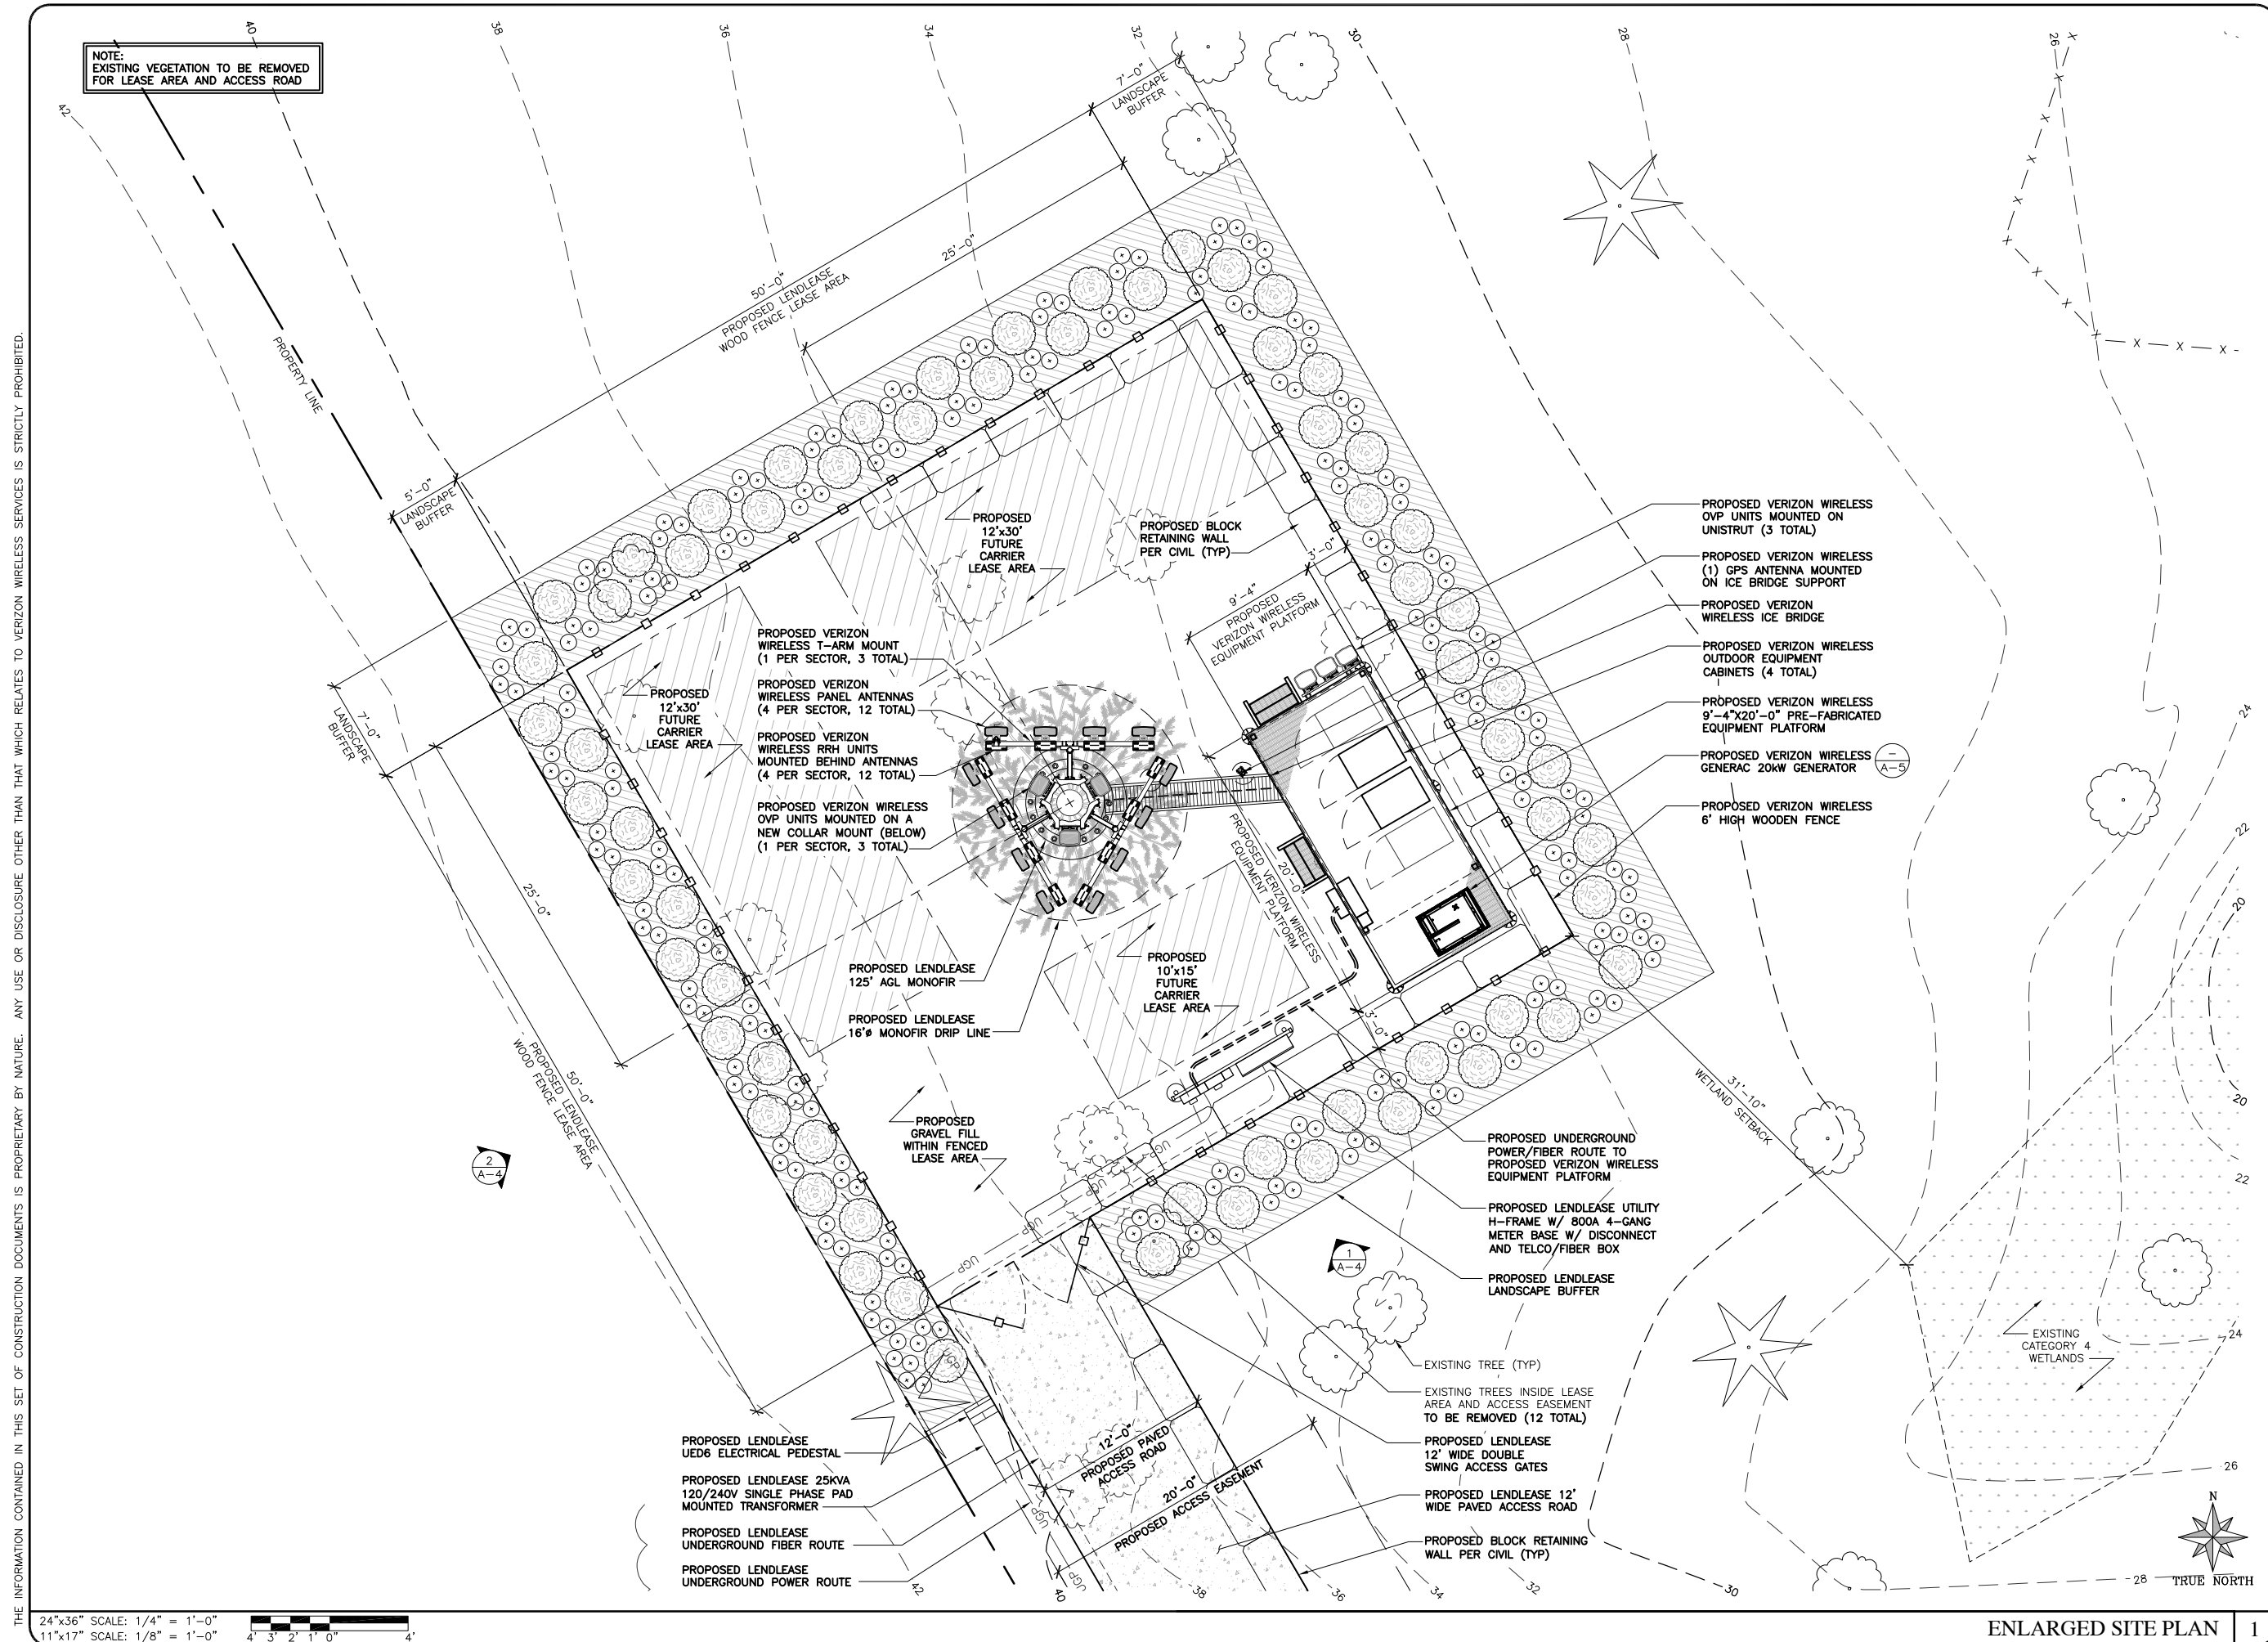 NOTE:
EXISTING VEGETATION TO BE REMOVED
FOR LEASE AREA AND ACCESS ROAD
42
40
38
36
34
32
30
28
26
7'-0"
LANDSCAPE
BUFFER
25'-0"
50'-0"
PROPOSED LENDLEASE
WOOD FENCE LEASE AREA
PROPERTY LINE
5'-0"
LANDSCAPE
BUFFER
7'-0"
LANDSCAPE
BUFFER
25'-0"
50'-0"
PROPOSED LENDLEASE
WOOD FENCE LEASE AREA
PROPOSED
12'x30'
FUTURE
CARRIER
LEASE AREA
PROPOSED BLOCK
RETAINING WALL
PER CIVIL (TYP)
3'-0"
9'-4"
PROPOSED
VERIZON WIRELESS
EQUIPMENT PLATFORM
PROPOSED
12'x30'
FUTURE
CARRIER
LEASE AREA
PROPOSED VERIZON
WIRELESS T-ARM MOUNT
(1 PER SECTOR, 3 TOTAL)
PROPOSED VERIZON
WIRELESS PANEL ANTENNAS
(4 PER SECTOR, 12 TOTAL)
PROPOSED VERIZON
WIRELESS RRH UNITS
MOUNTED BEHIND ANTENNAS
(4 PER SECTOR, 12 TOTAL)
PROPOSED VERIZON WIRELESS
OVP UNITS MOUNTED ON A
NEW COLLAR MOUNT (BELOW)
(1 PER SECTOR, 3 TOTAL)
PROPOSED LENDLEASE
125' AGL MONOFIR
PROPOSED LENDLEASE
16'ø MONOFIR DRIP LINE
20'-0"
PROPOSED VERIZON WIRELESS
EQUIPMENT PLATFORM
PROPOSED
10'x15'
FUTURE
CARRIER
LEASE AREA
3'-0"
PROPOSED
GRAVEL FILL
WITHIN FENCED
LEASE AREA
PROPOSED VERIZON WIRELESS
OVP UNITS MOUNTED ON
UNISTRUT (3 TOTAL)
PROPOSED VERIZON WIRELESS
(1) GPS ANTENNA MOUNTED
ON ICE BRIDGE SUPPORT
PROPOSED VERIZON
WIRELESS ICE BRIDGE
PROPOSED VERIZON WIRELESS
OUTDOOR EQUIPMENT
CABINETS (4 TOTAL)
PROPOSED VERIZON WIRELESS
9'-4"X20'-0" PRE-FABRICATED
EQUIPMENT PLATFORM
PROPOSED VERIZON WIRELESS
GENERAC 20kW GENERATOR
-
A-5
PROPOSED VERIZON WIRELESS
6' HIGH WOODEN FENCE
24
22
20
31'-10"
WETLAND SETBACK
20
22
24
26
28
30
EXISTING
CATEGORY 4
WETLANDS
PROPOSED UNDERGROUND
POWER/FIBER ROUTE TO
PROPOSED VERIZON WIRELESS
EQUIPMENT PLATFORM
PROPOSED LENDLEASE UTILITY
H-FRAME W/ 800A 4-GANG
METER BASE W/ DISCONNECT
AND TELCO/FIBER BOX
PROPOSED LENDLEASE
LANDSCAPE BUFFER
EXISTING TREE (TYP)
EXISTING TREES INSIDE LEASE
AREA AND ACCESS EASEMENT
TO BE REMOVED (12 TOTAL)
PROPOSED LENDLEASE
12' WIDE DOUBLE
SWING ACCESS GATES
PROPOSED LENDLEASE 12'
WIDE PAVED ACCESS ROAD
PROPOSED BLOCK RETAINING
WALL PER CIVIL (TYP)
2
A-4
1
A-4
UGP
UGP
UGP
UGP
UGP
UGP
UGP
12'-0"
PROPOSED PAVED
ACCESS ROAD
20'-0"
PROPOSED ACCESS EASEMENT
PROPOSED LENDLEASE
UED6 ELECTRICAL PEDESTAL
PROPOSED LENDLEASE 25KVA
120/240V SINGLE PHASE PAD
MOUNTED TRANSFORMER
PROPOSED LENDLEASE
UNDERGROUND FIBER ROUTE
PROPOSED LENDLEASE
UNDERGROUND POWER ROUTE
42
40
38
36
34
32
N
TRUE NORTH
THE INFORMATION CONTAINED IN THIS SET OF CONSTRUCTION DOCUMENTS IS PROPRIETARY BY NATURE. ANY USE OR DISCLOSURE OTHER THAN THAT WHICH RELATES TO VERIZON WIRELESS SERVICES IS STRICTLY PROHIBITED.
24"x36" SCALE: 1/4" = 1'-0"
11"x17" SCALE: 1/8" = 1'-0"
4' 3' 2' 1' 0" 4'
ENLARGED SITE PLAN 1